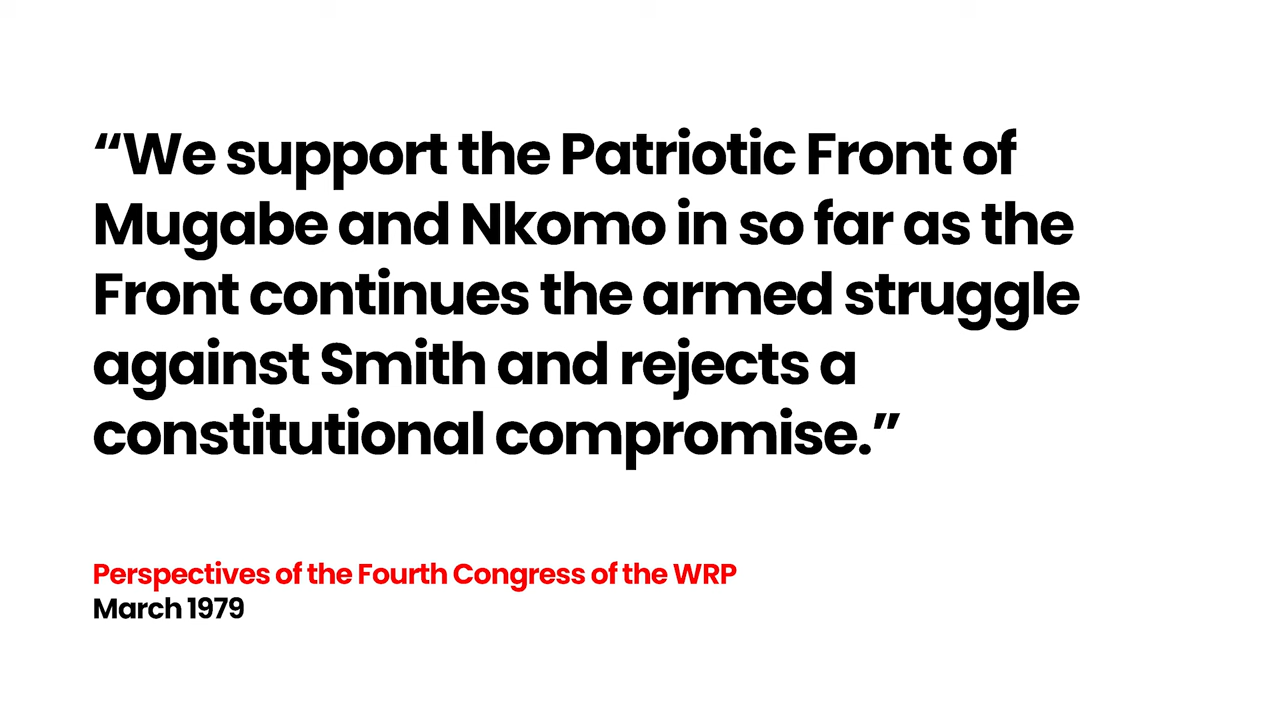 “We support the Patriotic Front of
Mugabe and Nkomo in so far as the
Front continues the armed struggle
against Smith and rejects a
constitutional compromise.”
Perspectives of the Fourth Congress of the WRP
March 1979